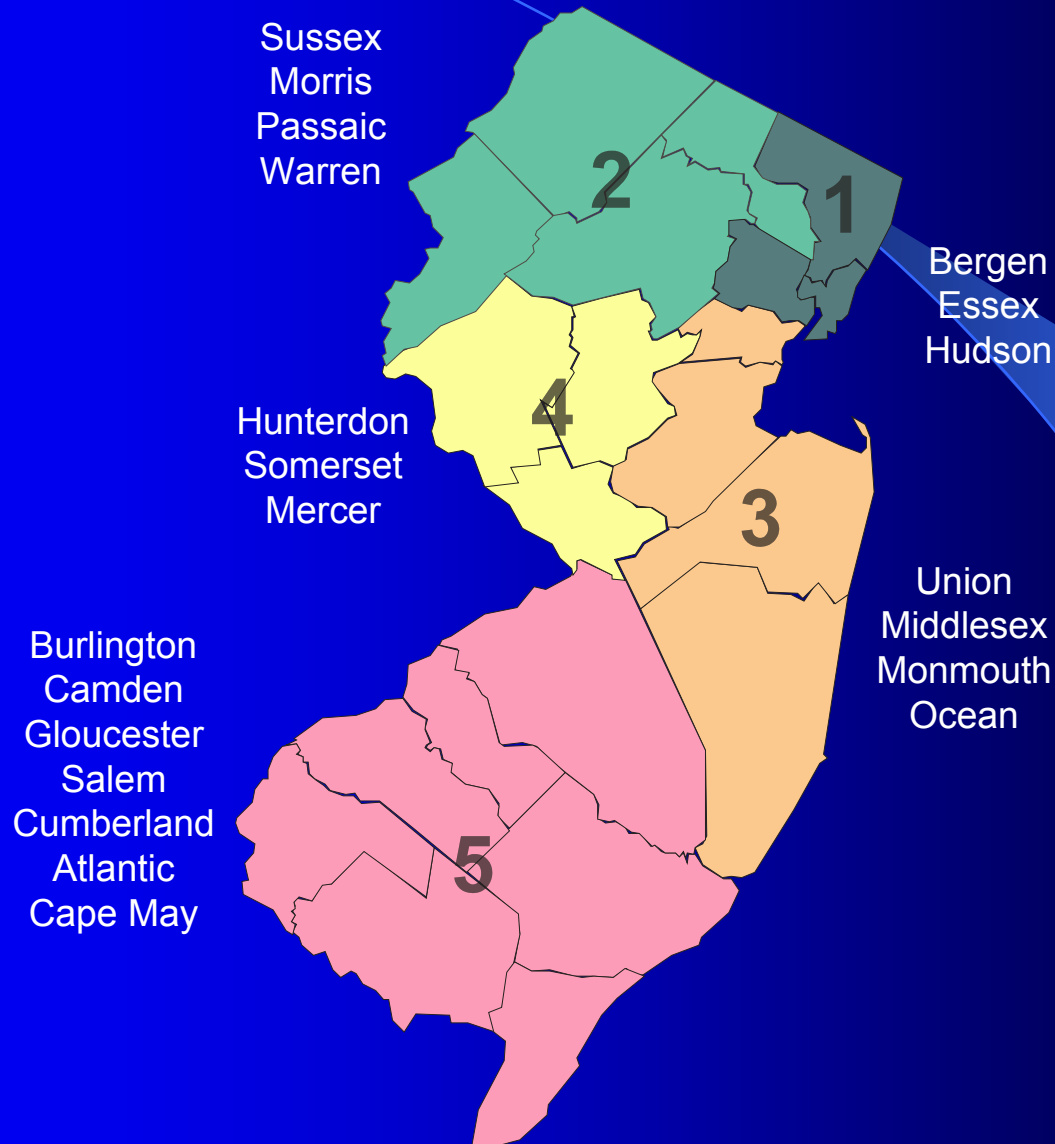 Sussex
Morris
Passaic
Warren
2
1
Bergen
Essex
Hudson
4
Hunterdon
Somerset
Mercer
3
Union
Middlesex
Monmouth
Ocean
Burlington
Camden
Gloucester
Salem
Cumberland
Atlantic
Cape May
5